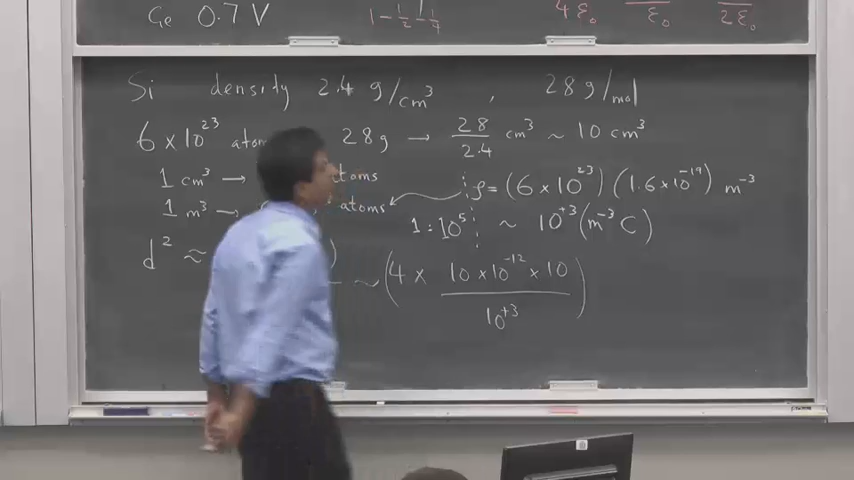 Ge 0.7 V
1 - 1/2 - 1/4
4ε₀ ε₀ 2ε₀
Si density 2.4 g/cm³ , 28 g/mol
6 × 10²³ 28g → 28/2.4 cm³ ~ 10 cm³
1 cm³ → atoms
1 m³ → atoms
ρ = (6 × 10²³)(1.6 × 10⁻¹⁹) m⁻³
1 : 10⁵ ~ 10⁺³ (m⁻³ C)
d² ≈ ~ (4 × 10 × 10⁻¹² × 10 / 10⁺³)